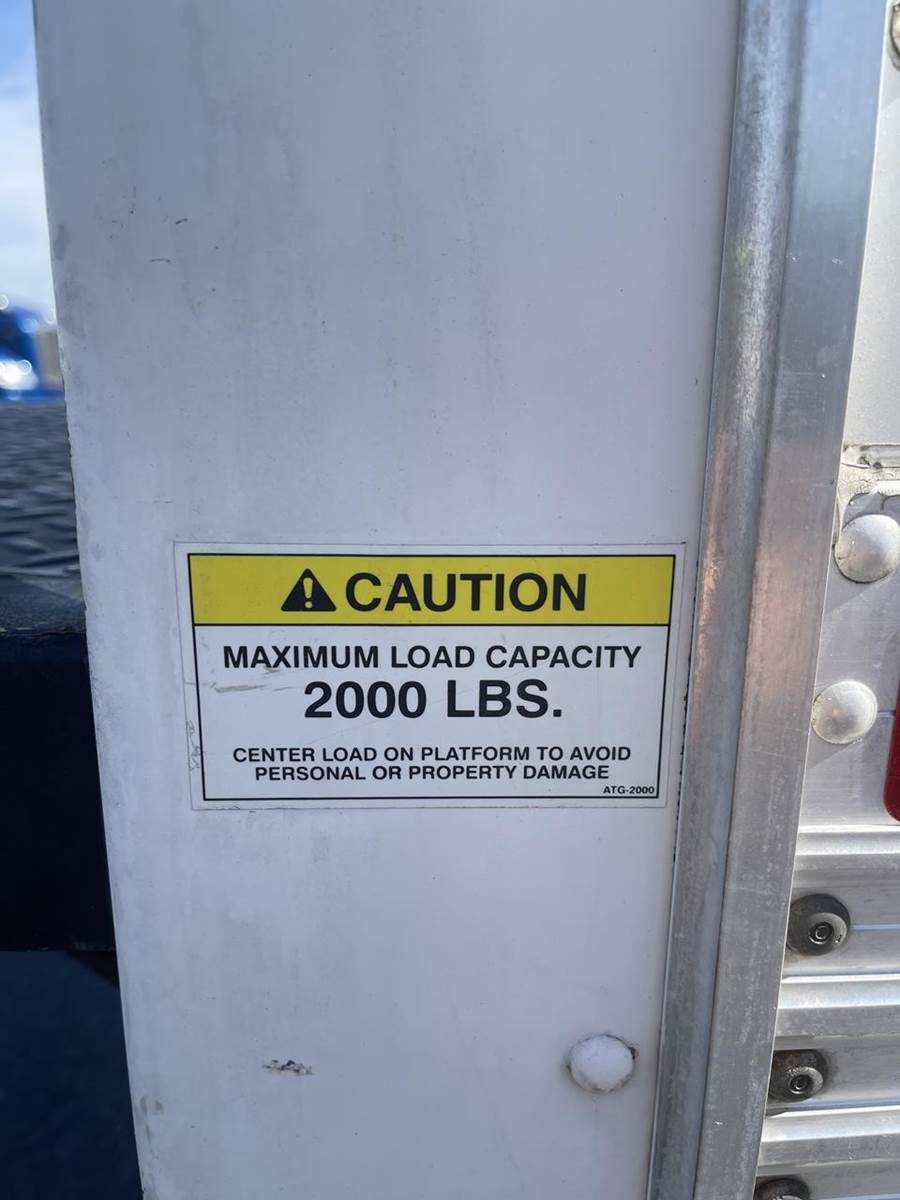 CAUTION
MAXIMUM LOAD CAPACITY
2000 LBS.
CENTER LOAD ON PLATFORM TO AVOID
PERSONAL OR PROPERTY DAMAGE
ATG-2000